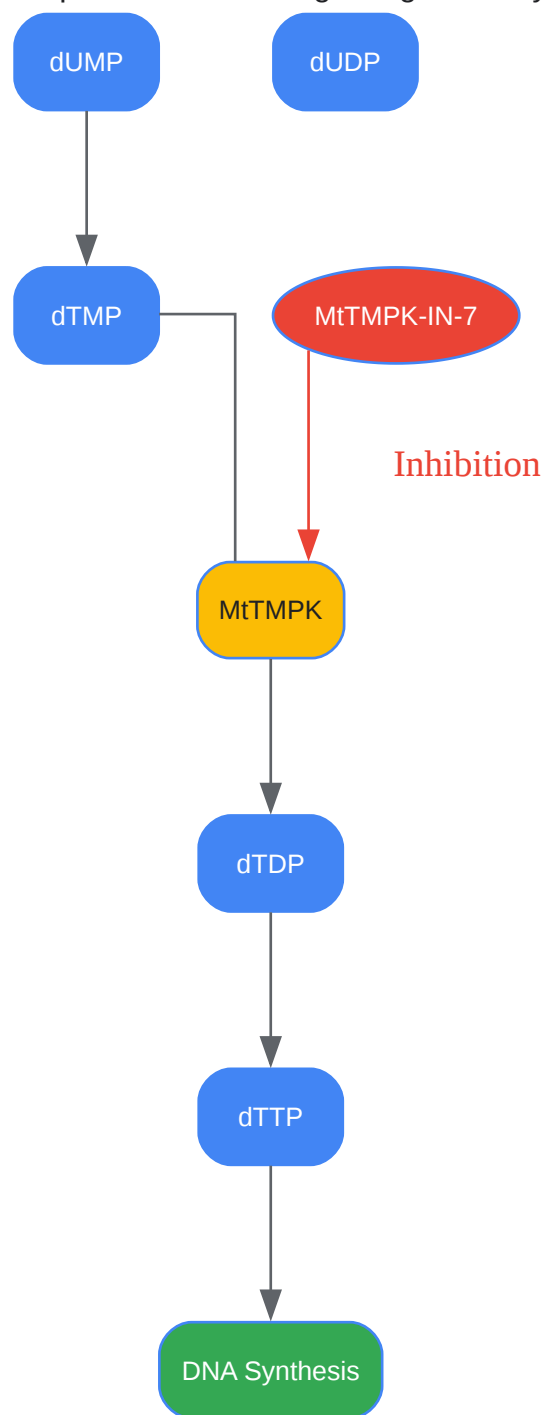 dUMP
dUDP
dTMP
MtTMPK-IN-7
Inhibition
MtTMPK
dTDP
dTTP
DNA Synthesis